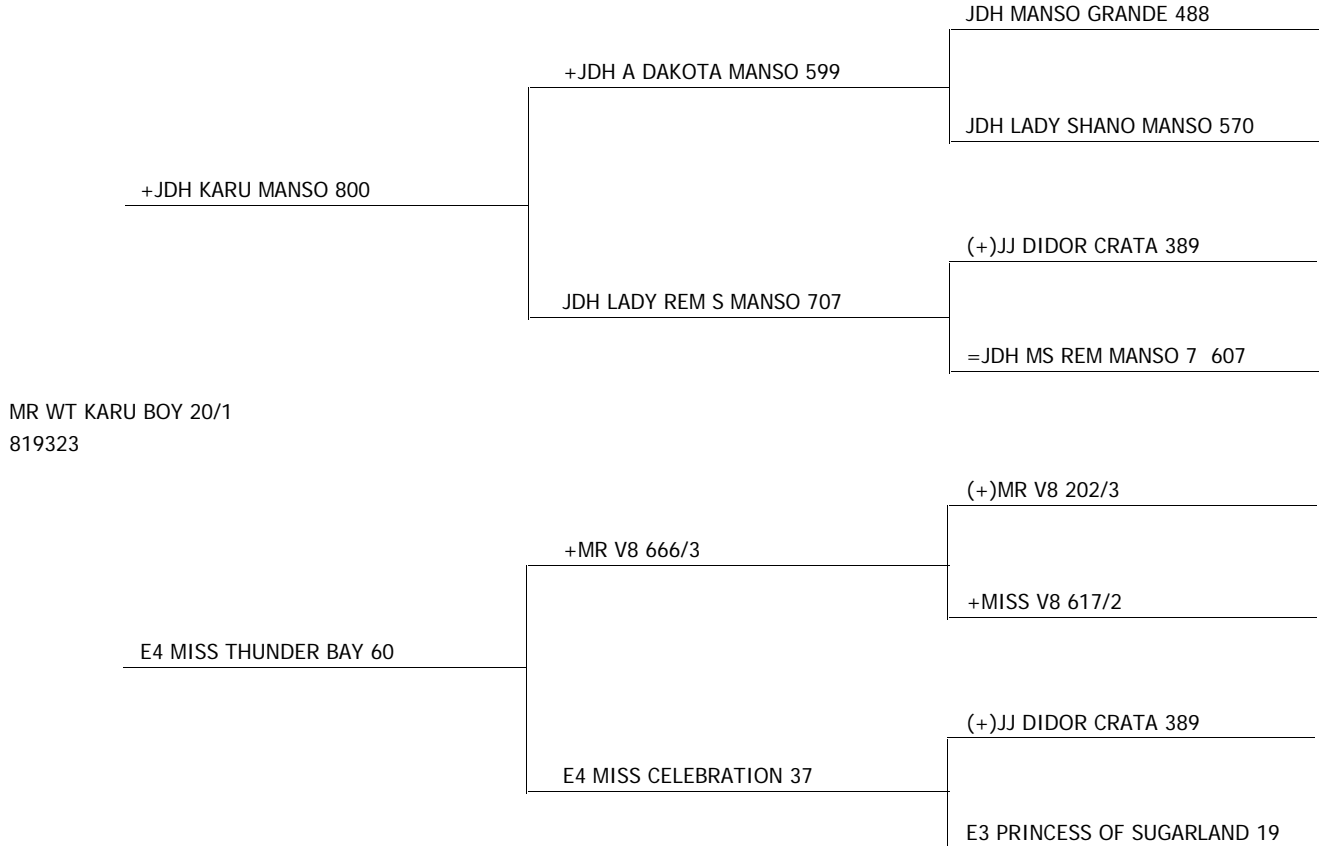 JDH MANSO GRANDE 488
+JDH A DAKOTA MANSO 599
JDH LADY SHANO MANSO 570
+JDH KARU MANSO 800
(+)JJ DIDOR CRATA 389
JDH LADY REM S MANSO 707
=JDH MS REM MANSO 7  607
MR WT KARU BOY 20/1
819323
(+)MR V8 202/3
+MR V8 666/3
+MISS V8 617/2
E4 MISS THUNDER BAY 60
(+)JJ DIDOR CRATA 389
E4 MISS CELEBRATION 37
E3 PRINCESS OF SUGARLAND 19